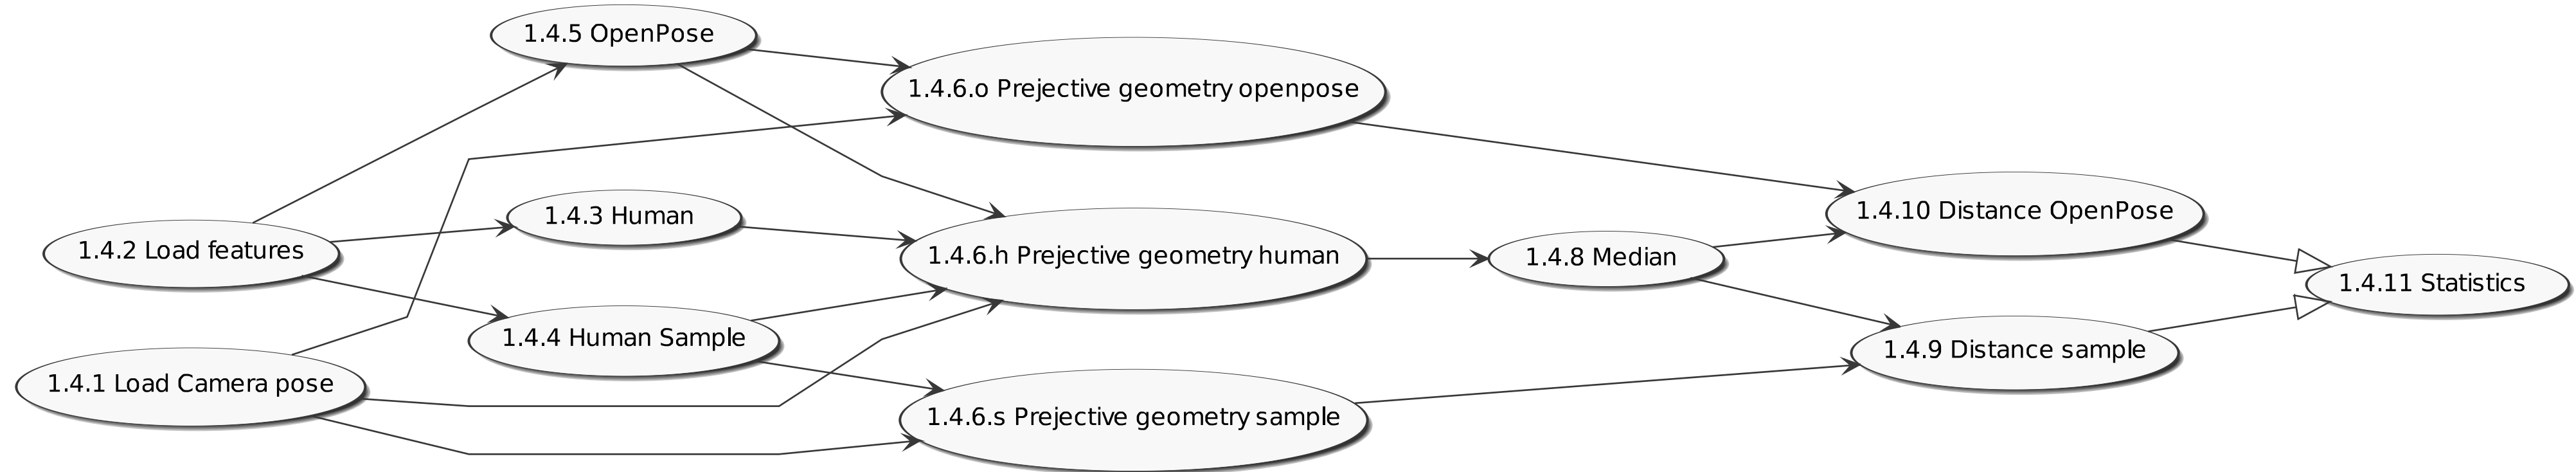 1.4.5 OpenPose
1.4.6.o Prejective geometry openpose
1.4.3 Human
1.4.10 Distance OpenPose
1.4.2 Load features
1.4.6.h Prejective geometry human
1.4.8 Median
1.4.11 Statistics
1.4.4 Human Sample
1.4.9 Distance sample
1.4.1 Load Camera pose
1.4.6.s Prejective geometry sample